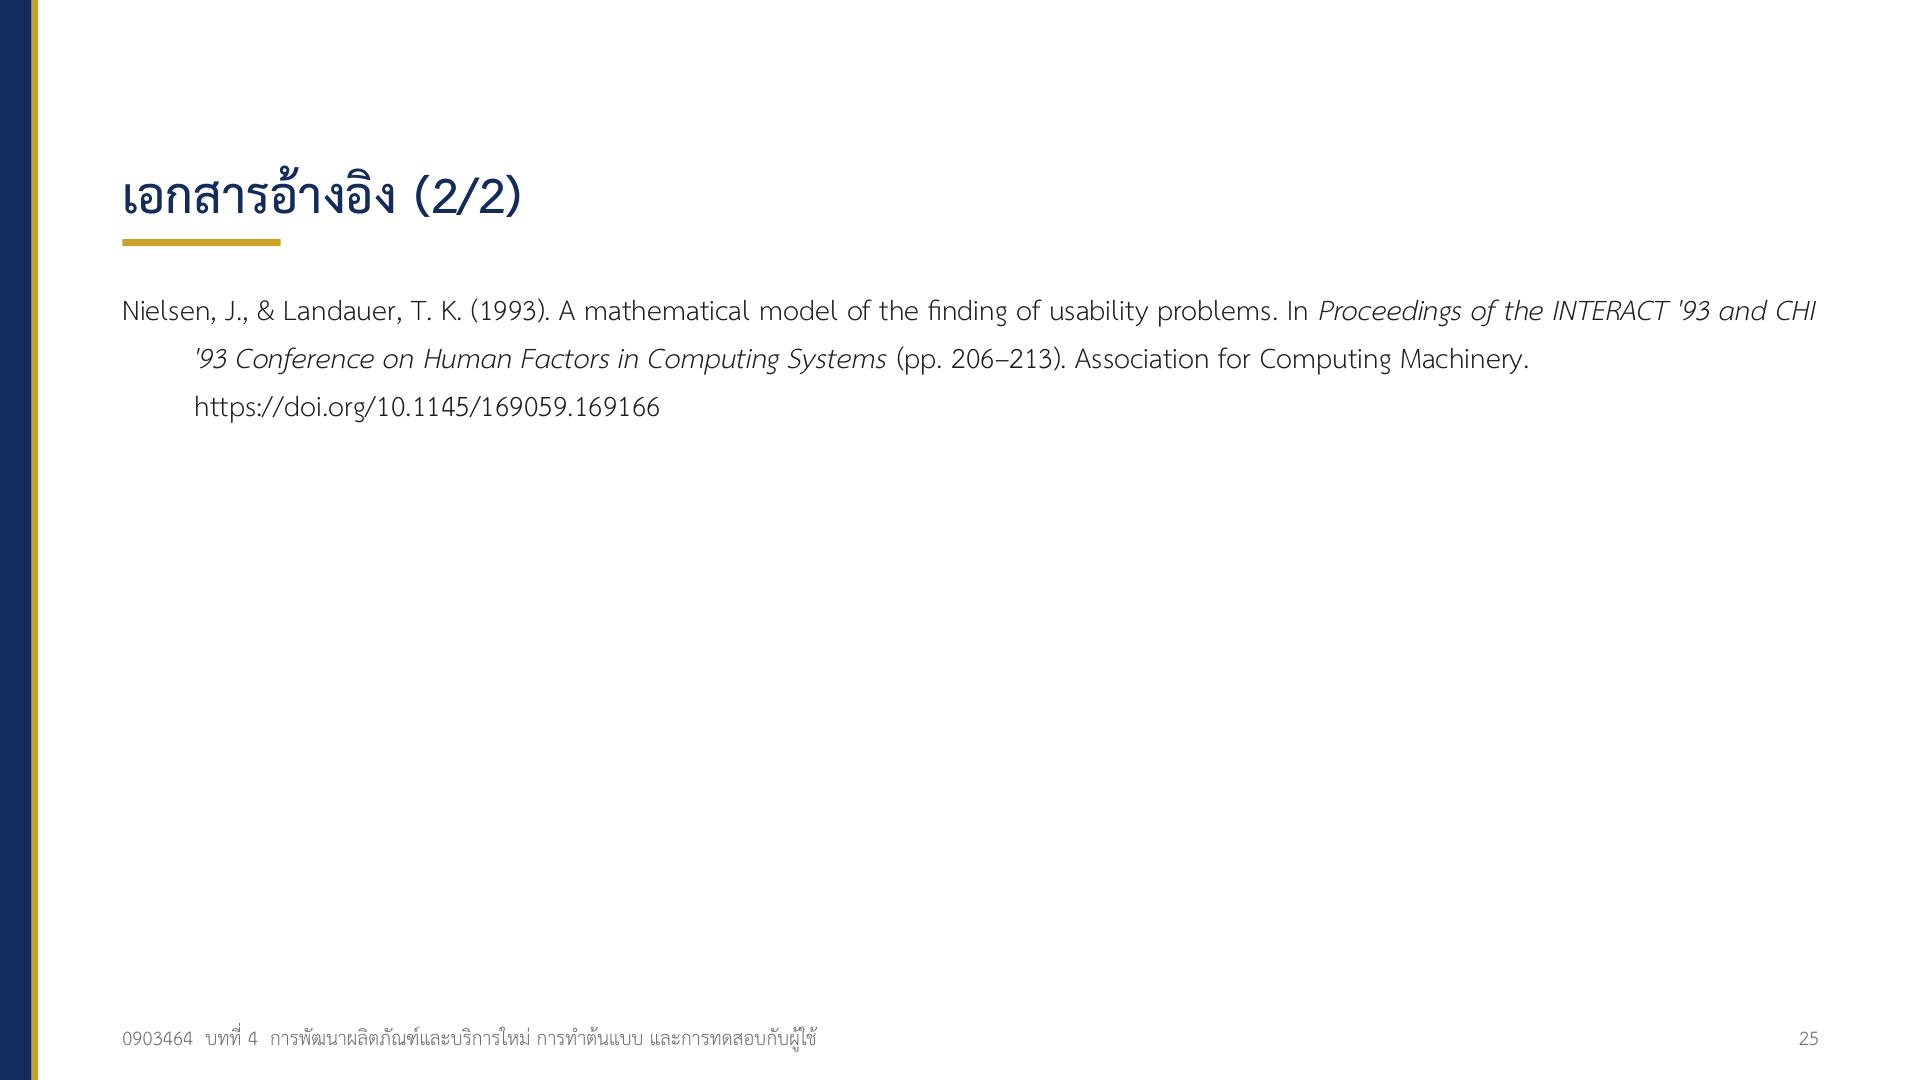 เอกสารอ้างอิง (2/2)
Nielsen, J., & Landauer, T. K. (1993). A mathematical model of the finding of usability problems. In Proceedings of the INTERACT '93 and CHI
'93 Conference on Human Factors in Computing Systems (pp. 206–213). Association for Computing Machinery.
https://doi.org/10.1145/169059.169166
0903464 บทที่ 4 การพัฒนาผลิตภัณฑ์และบริการใหม่ การทำต้นแบบ และการทดสอบกับผู้ใช้
25